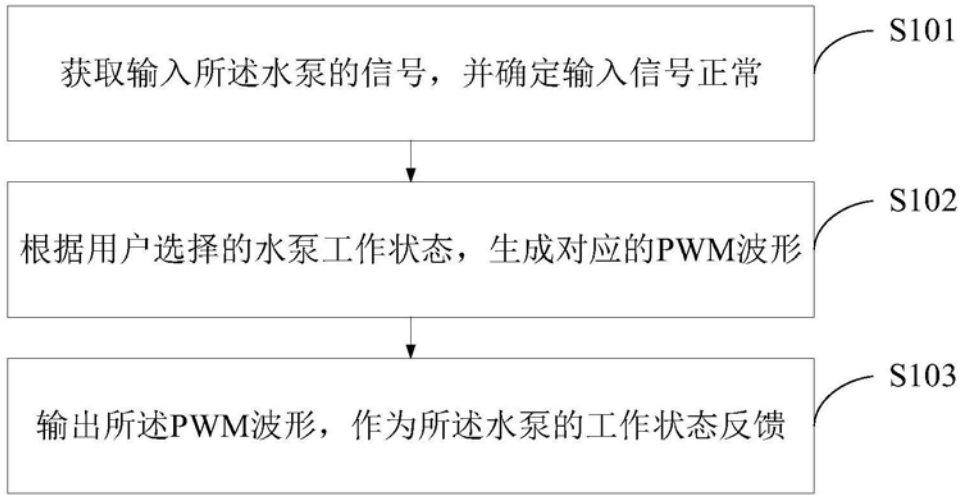 获取输入所述水泵的信号，并确定输入信号正常
S101
根据用户选择的水泵工作状态，生成对应的PWM波形
S102
输出所述PWM波形，作为所述水泵的工作状态反馈
S103